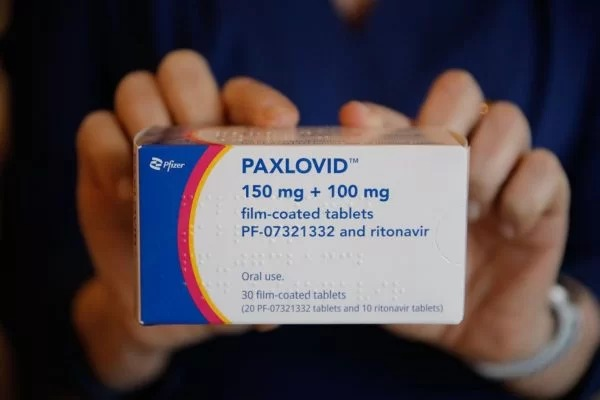 Pfizer
PAXLOVID™
150 mg + 100 mg
film-coated tablets
PF-07321332 and ritonavir
Oral use.
30 film-coated tablets
(20 PF-07321332 tablets and 10 ritonavir tablets)